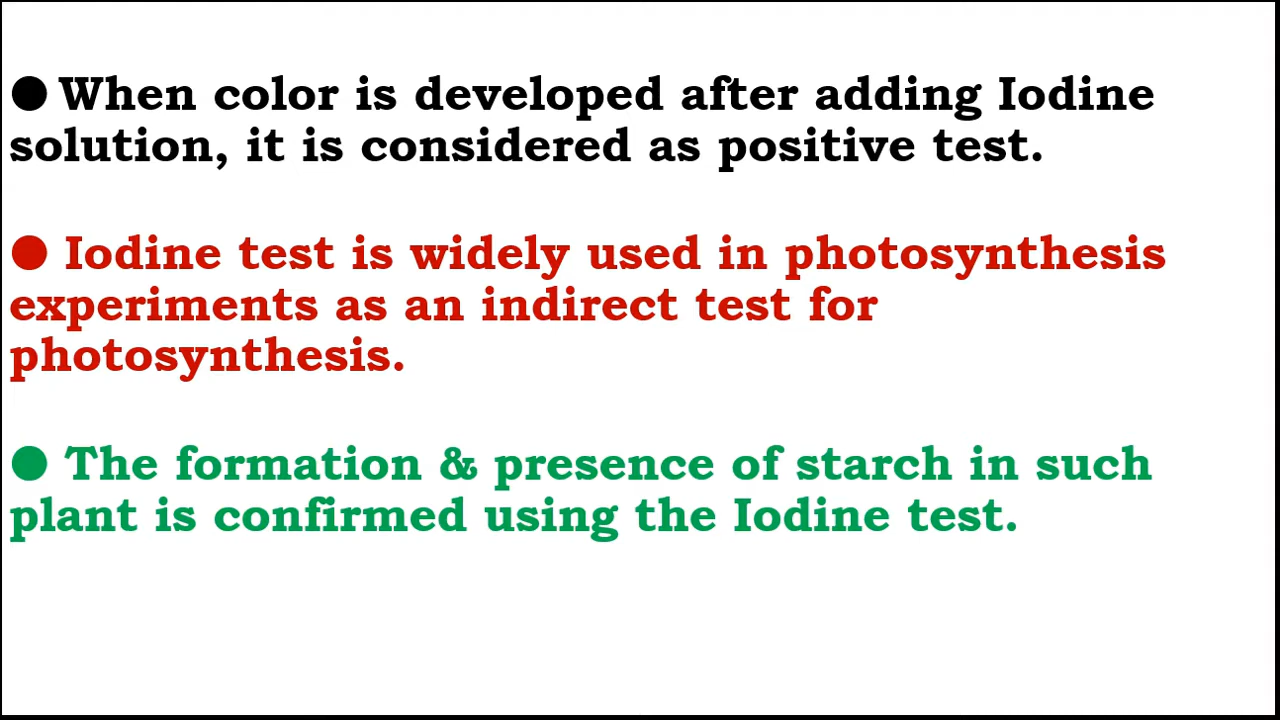 ● When color is developed after adding Iodine
solution, it is considered as positive test.
● Iodine test is widely used in photosynthesis
experiments as an indirect test for
photosynthesis.
● The formation & presence of starch in such
plant is confirmed using the Iodine test.